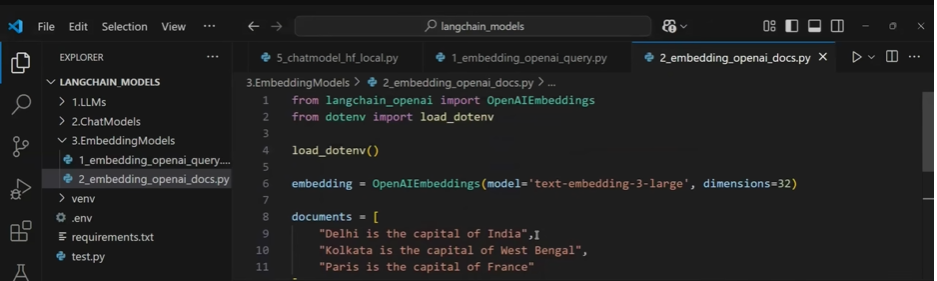 File Edit Selection View ··· langchain_models
EXPLORER ···
5_chatmodel_hf_local.py 1_embedding_openai_query.py 2_embedding_openai_docs.py
LANGCHAIN_MODELS
3.EmbeddingModels > 2_embedding_openai_docs.py > ...
1.LLMs
2.ChatModels
3.EmbeddingModels
1_embedding_openai_query....
2_embedding_openai_docs.py
venv
.env
requirements.txt
test.py
1 from langchain_openai import OpenAIEmbeddings
2 from dotenv import load_dotenv
3
4 load_dotenv()
5
6 embedding = OpenAIEmbeddings(model='text-embedding-3-large', dimensions=32)
7
8 documents = [
9 "Delhi is the capital of India",
10 "Kolkata is the capital of West Bengal",
11 "Paris is the capital of France"